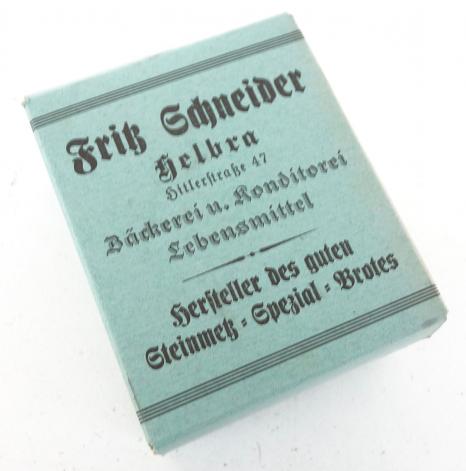 Fritz Schneider
Helbra
Hitlerstraße 47
Bäckerei u. Konditorei
Lebensmittel
Hersteller des guten
Steinmetz-Spezial-Brotes